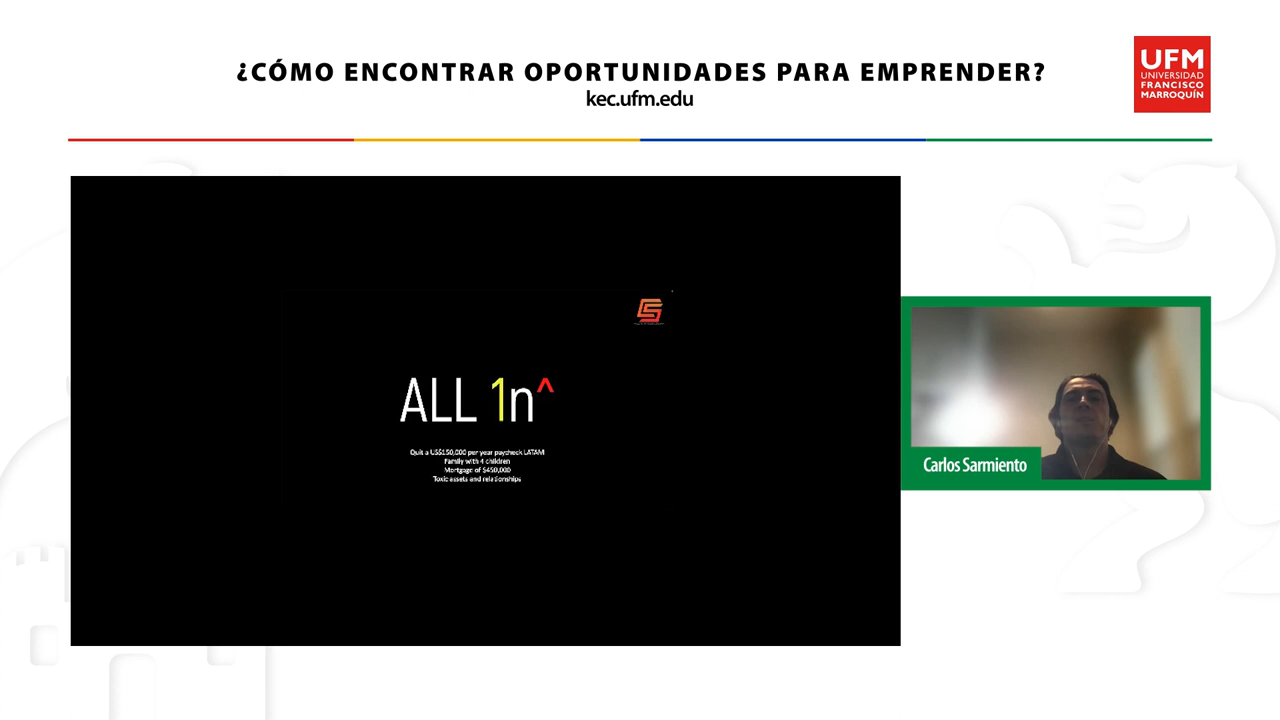 ¿CÓMO ENCONTRAR OPORTUNIDADES PARA EMPRENDER?
kec.ufm.edu
UFM
UNIVERSIDAD
FRANCISCO
MARROQUÍN
ALL 1n^
Quit a US$150,000 per year paycheck LATAM
Family with 4 children
Mortgage of $450,000
Toxic assets and relationships
Carlos Sarmiento